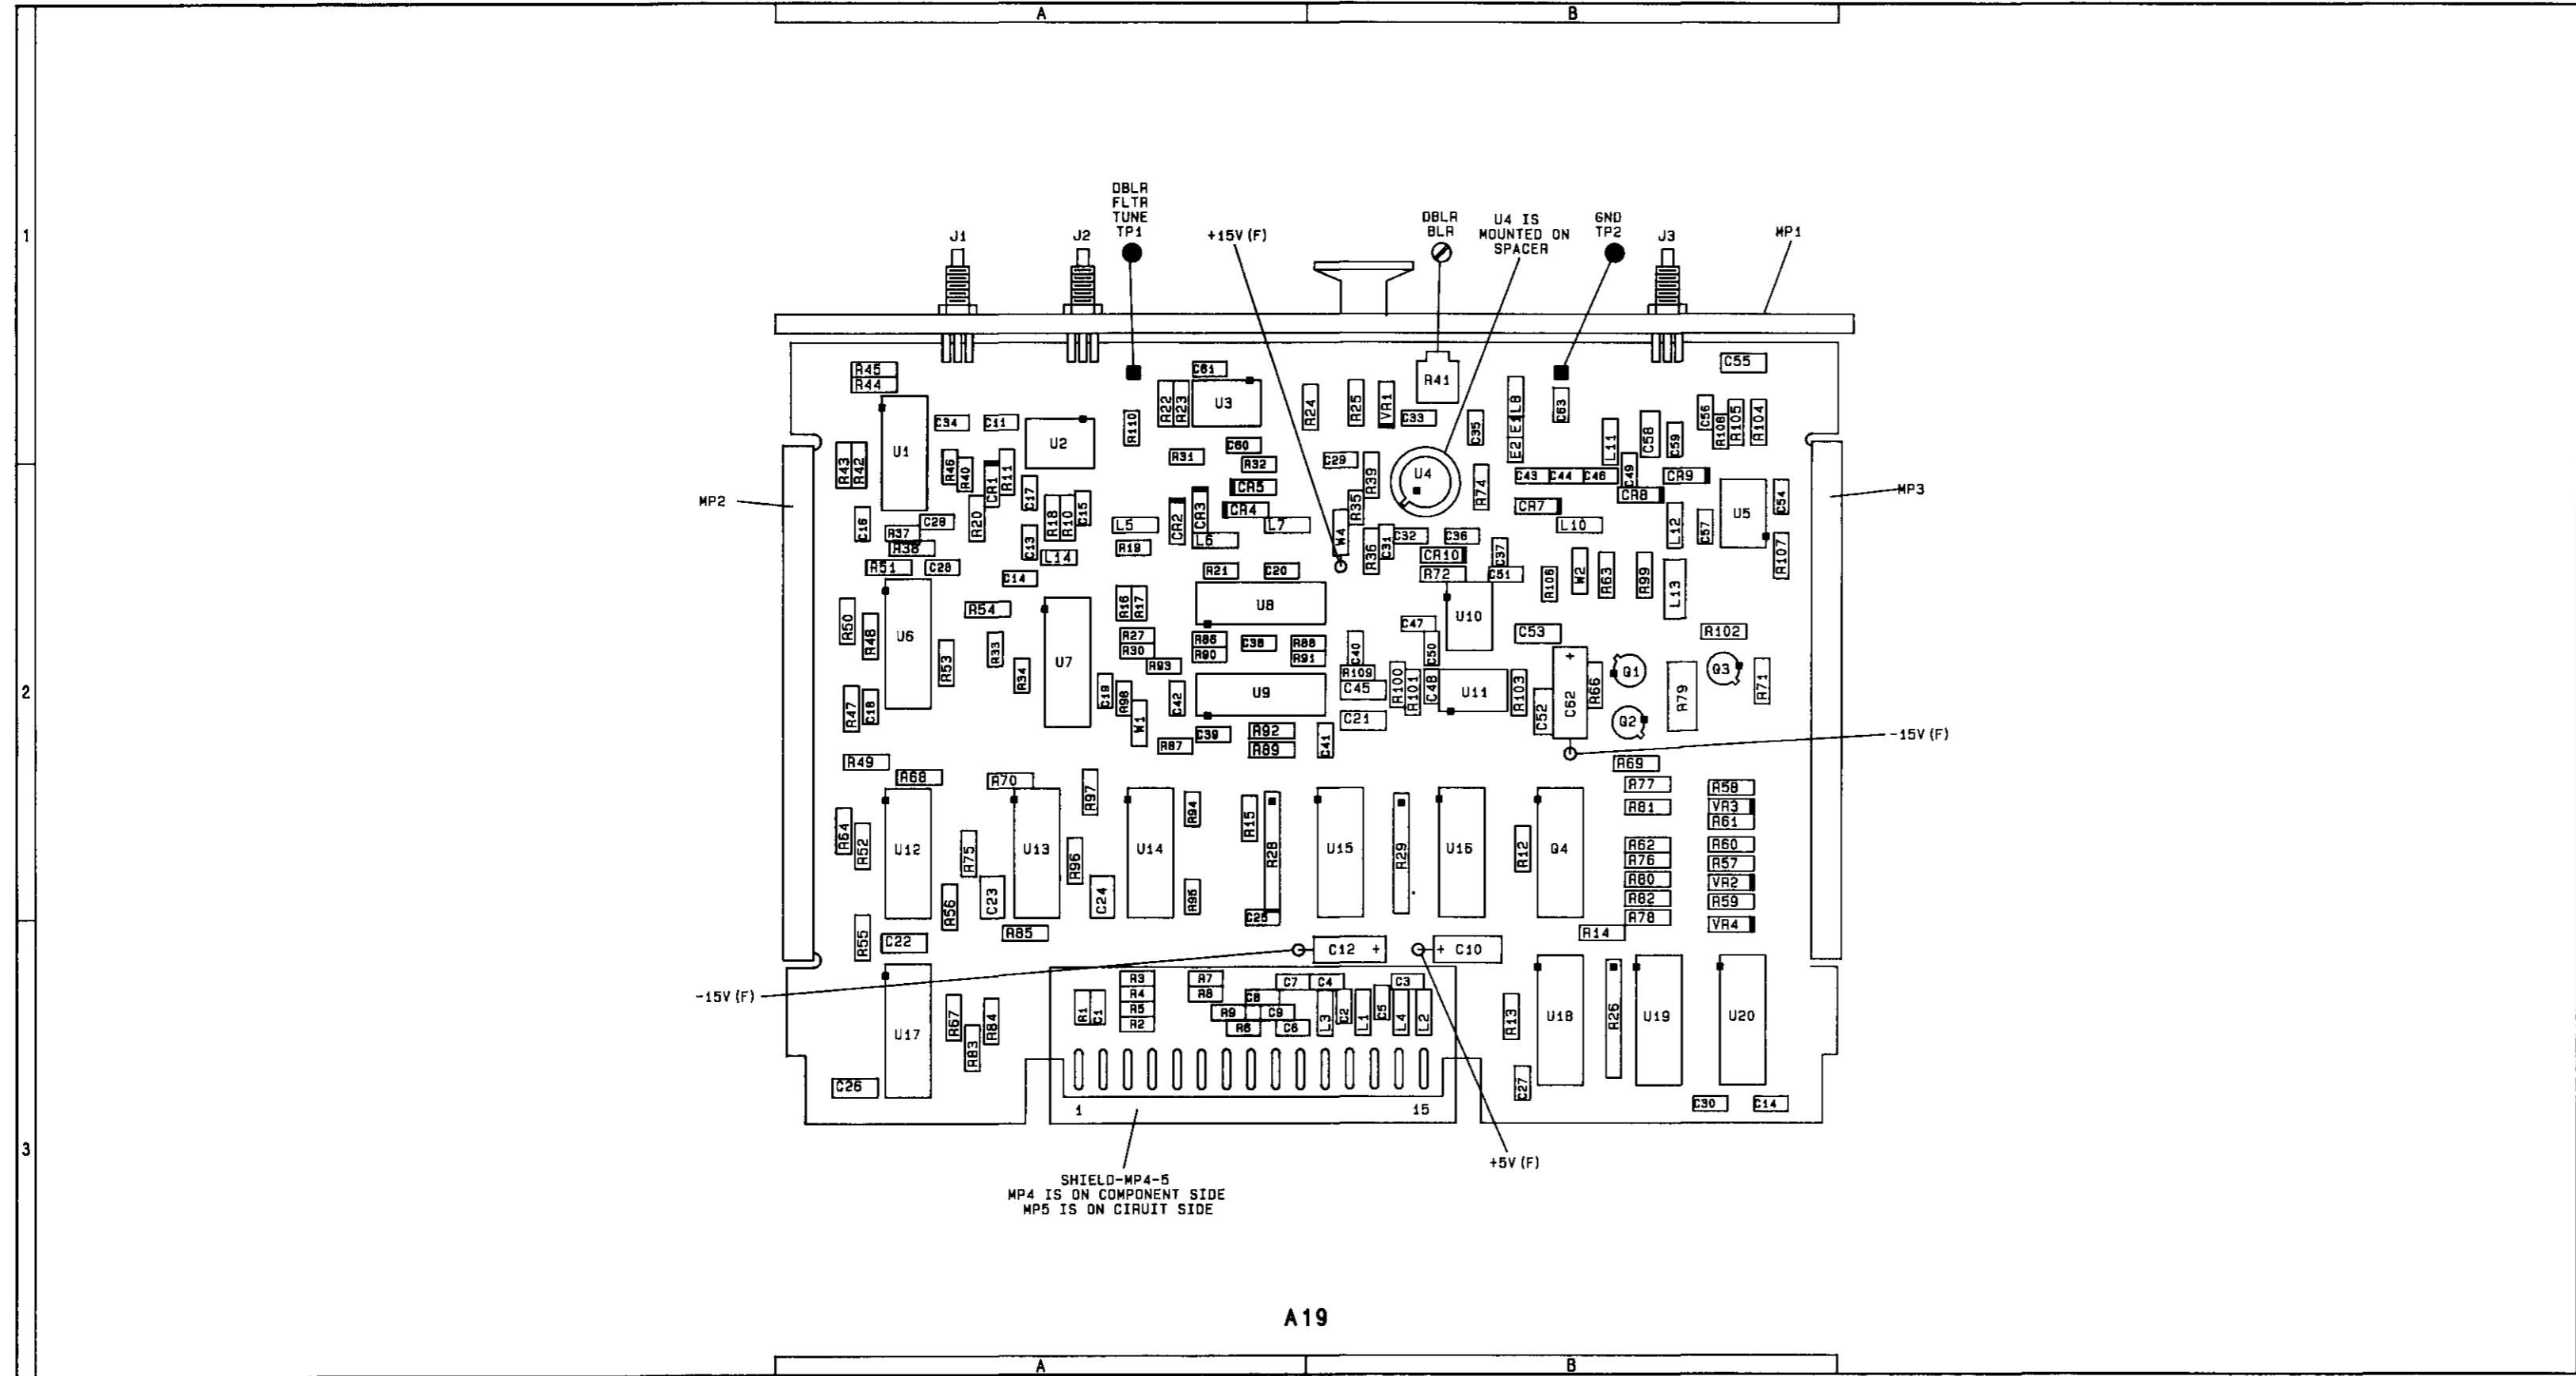 A B
1
2
3
DBLR
FLTR
TUNE
TP1
+15V(F)
DBLR
BLR
U4 IS
MOUNTED ON
SPACER
GND
TP2
J1
J2
J3
MP1
R45
R44
C61
R41
C55
U3
R22
R23
R24
R25
VR1
C33
E1
L8
C63
C34
C11
R110
C35
C56
R105
R104
U1
U2
L11
C58
C59
R43
R42
R46
R40
CR1
R11
R31
C60
R32
C29
R39
U4
E2
C43
C44
C46
C49
CR9
MP2
MP3
C17
CR5
R74
CR8
C54
R20
R18
R10
C15
CR2
CR3
CR4
R35
CR7
U5
C16
C28
L5
L7
W4
L10
L12
C57
R37
R38
C13
R19
L6
R36
C31
C32
C36
CR10
C37
R107
L14
R51
C28
C14
R21
C20
R72
C51
W2
R63
R99
L13
R50
R48
U6
R54
R16
R17
U8
U10
R53
R33
R34
U7
R27
R30
R93
R86
R90
C38
R88
R91
C40
C47
C50
C53
R102
R109
R100
R101
C48
U11
R103
+
C62
R66
Q1
Q3
R71
R47
C18
C19
R98
C42
U9
C45
C21
C52
Q2
R79
W1
C39
R92
R87
R89
C41
-15V(F)
R49
R68
R70
R97
R69
R77
R58
R94
R15
R81
VR3
R61
R64
R52
U12
R75
U13
R96
U14
R28
U15
R29
U16
R12
Q4
R62
R76
R60
R57
R80
VR2
R56
C23
C24
R95
R82
R59
C25
R78
VR4
R55
C22
R85
C12 +
+ C10
R14
-15V(F)
R3
R4
R5
R2
R7
R8
C7
C4
C3
C8
R9
C9
R6
C6
R1
C1
L3
C2
L1
C5
L4
L2
R13
U18
R26
U19
U20
U17
R67
R83
R84
C26
C27
C30
C14
1
15
+5V(F)
SHIELD-MP4-5
MP4 IS ON COMPONENT SIDE
MP5 IS ON CIRUIT SIDE
A19
A B